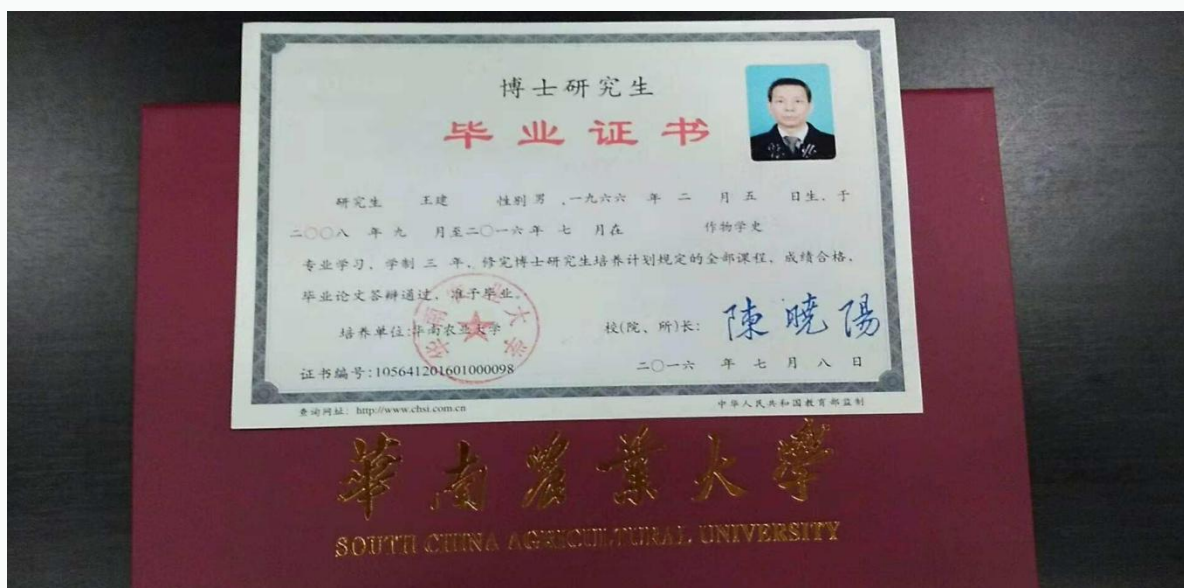 博士研究生
毕业证书
研究生 王建 性别 男 ,一九六六 年 二 月 五 日生、于
二〇〇八 年 九 月至二〇一六 年 七 月在 作物学史
专业学习、学制 三 年、修完博士研究生培养计划规定的全部课程、成绩合格、
毕业论文答辩通过、准予毕业。
培养单位:华南农业大学 校(院、所)长: 陳曉陽
证书编号:105641201601000098 二〇一六 年 七 月 八 日
查询网址: http://www.chsi.com.cn 中华人民共和国教育部监制
華南農業大學
SOUTH CHINA AGRICULTURAL UNIVERSITY